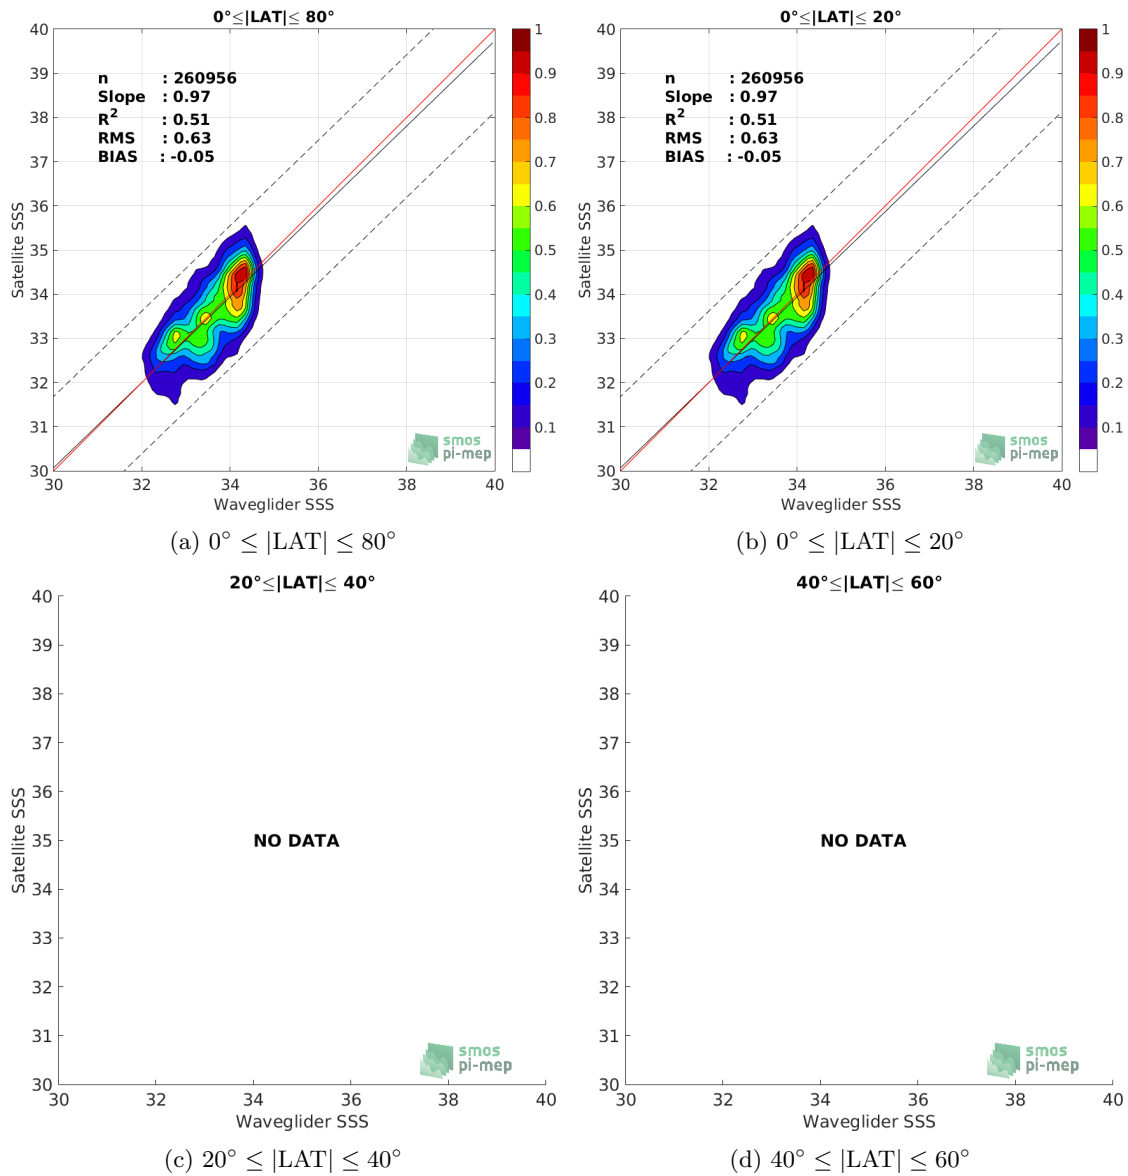 0°≤|LAT|≤ 80°
40
39
38
37
36
35
34
33
32
31
30
Satellite SSS
n : 260956
Slope : 0.97
R² : 0.51
RMS : 0.63
BIAS : -0.05
smos
pi-mep
30 32 34 36 38 40
Waveglider SSS
1
0.9
0.8
0.7
0.6
0.5
0.4
0.3
0.2
0.1
(a) 0° ≤ |LAT| ≤ 80°
0°≤|LAT|≤ 20°
40
39
38
37
36
35
34
33
32
31
30
Satellite SSS
n : 260956
Slope : 0.97
R² : 0.51
RMS : 0.63
BIAS : -0.05
smos
pi-mep
30 32 34 36 38 40
Waveglider SSS
1
0.9
0.8
0.7
0.6
0.5
0.4
0.3
0.2
0.1
(b) 0° ≤ |LAT| ≤ 20°
20°≤|LAT|≤ 40°
40
39
38
37
36
35
34
33
32
31
30
Satellite SSS
NO DATA
smos
pi-mep
30 32 34 36 38 40
Waveglider SSS
(c) 20° ≤ |LAT| ≤ 40°
40°≤|LAT|≤ 60°
40
39
38
37
36
35
34
33
32
31
30
Satellite SSS
NO DATA
smos
pi-mep
30 32 34 36 38 40
Waveglider SSS
(d) 40° ≤ |LAT| ≤ 60°